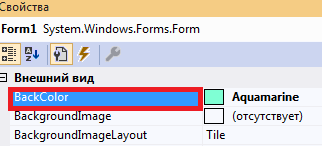 Свойства
Form1 System.Windows.Forms.Form
Внешний вид
BackColor Aquamarine
BackgroundImage (отсутствует)
BackgroundImageLayout Tile